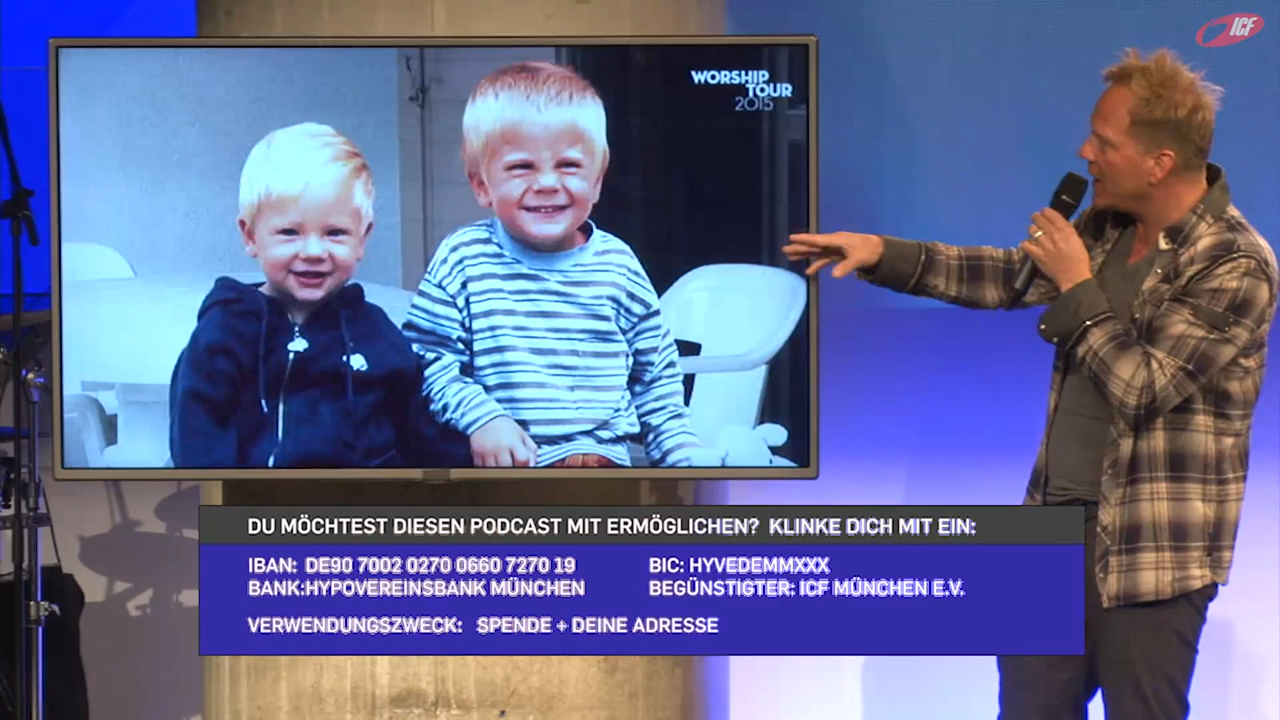 ICF
WORSHIP
TOUR
2015
DU MÖCHTEST DIESEN PODCAST MIT ERMÖGLICHEN? KLINKE DICH MIT EIN:
IBAN: DE90 7002 0270 0660 7270 19
BIC: HYVEDEMMXXX
BANK:HYPOVEREINSBANK MÜNCHEN
BEGÜNSTIGTER: ICF MÜNCHEN E.V.
VERWENDUNGSZWECK: SPENDE + DEINE ADRESSE